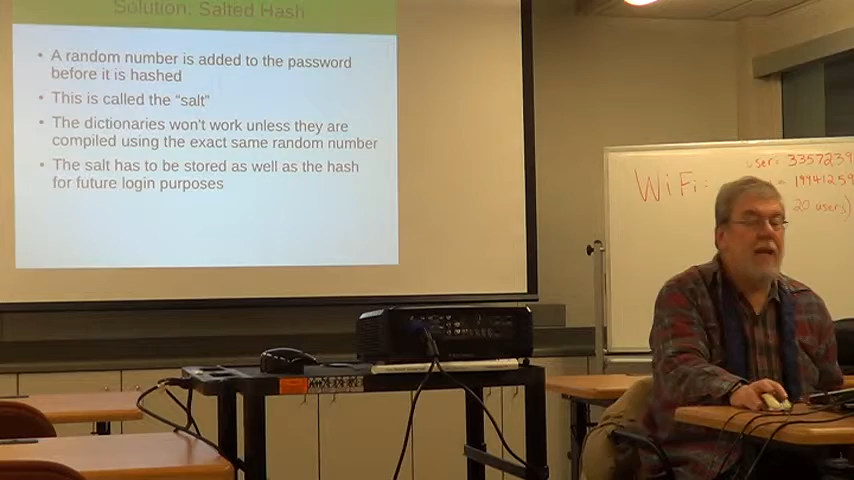 Solution: Salted Hash
• A random number is added to the password
before it is hashed
• This is called the “salt”
• The dictionaries won't work unless they are
compiled using the exact same random number
• The salt has to be stored as well as the hash
for future login purposes
user: 3357239
WiFi: = 19941259
20 users)